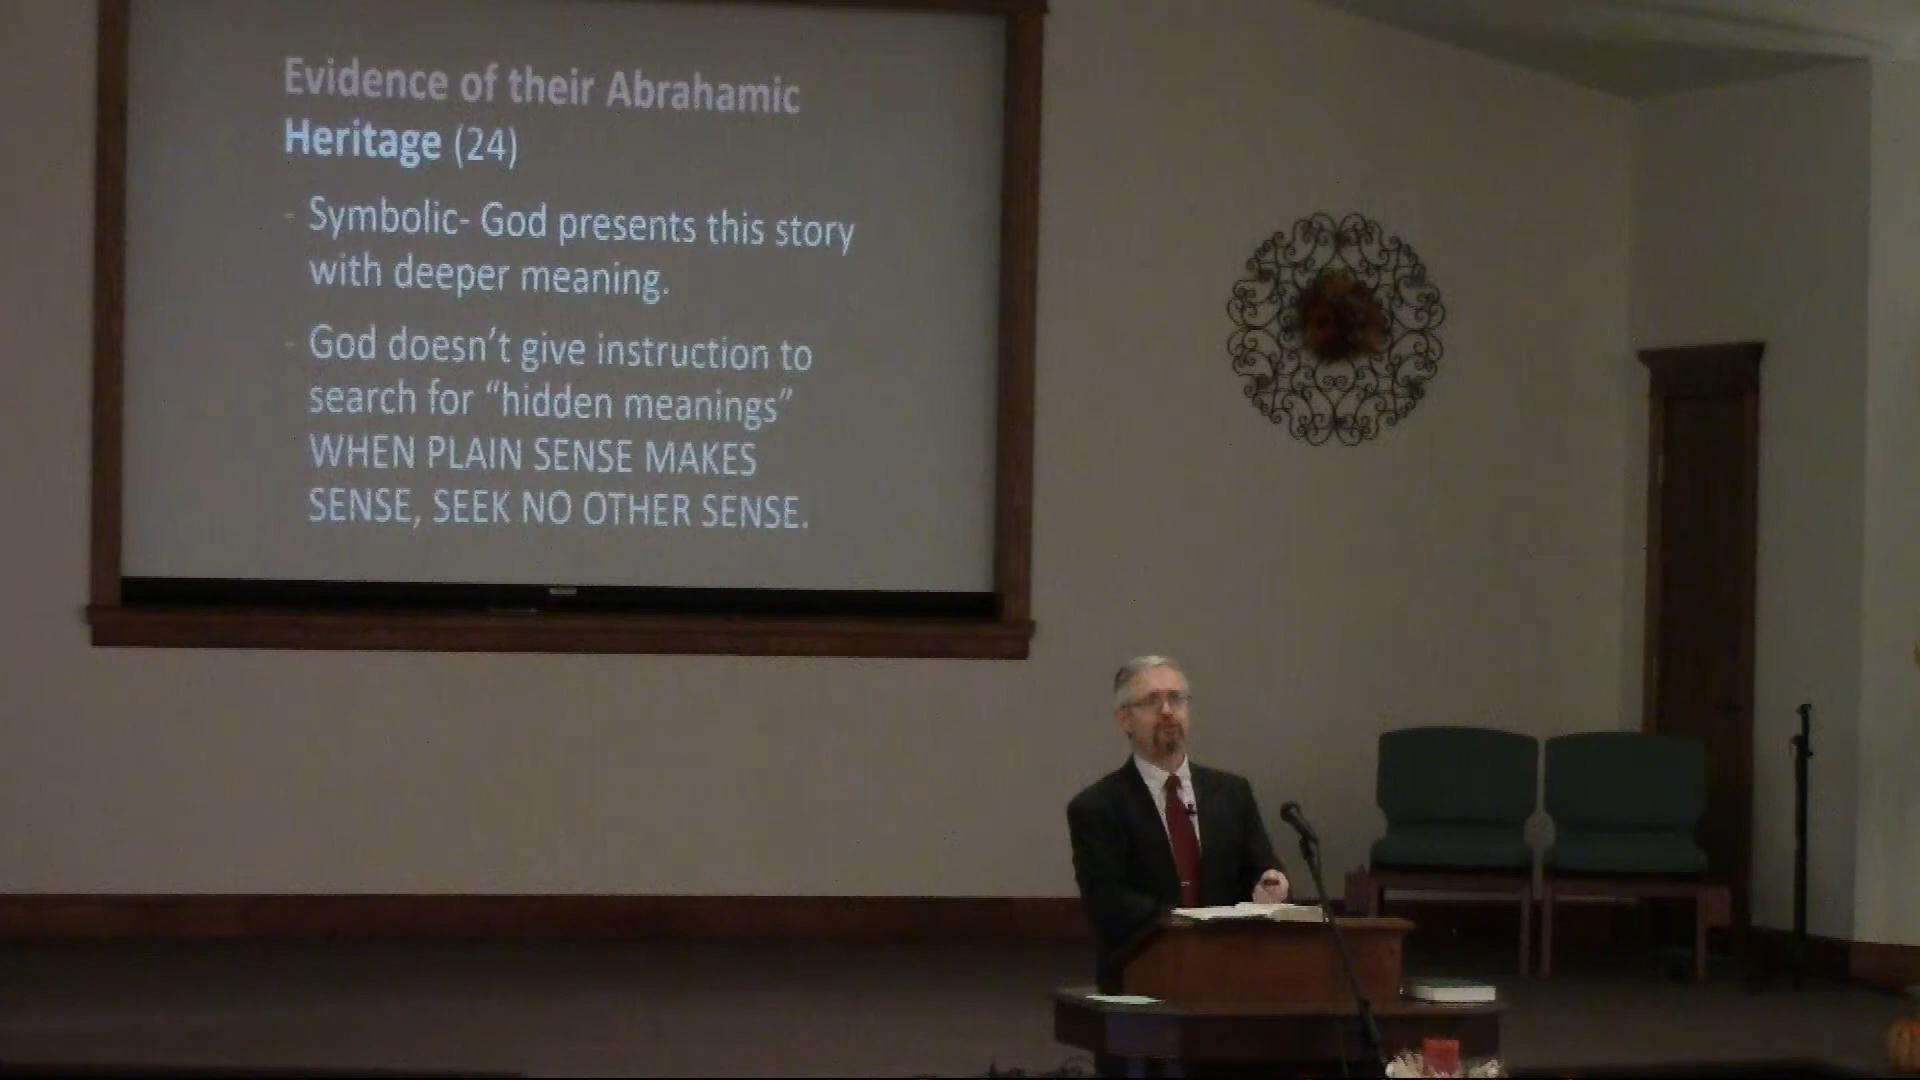 Evidence of their Abrahamic
Heritage (24)
- Symbolic- God presents this story
with deeper meaning.
- God doesn’t give instruction to
search for “hidden meanings”
WHEN PLAIN SENSE MAKES
SENSE, SEEK NO OTHER SENSE.